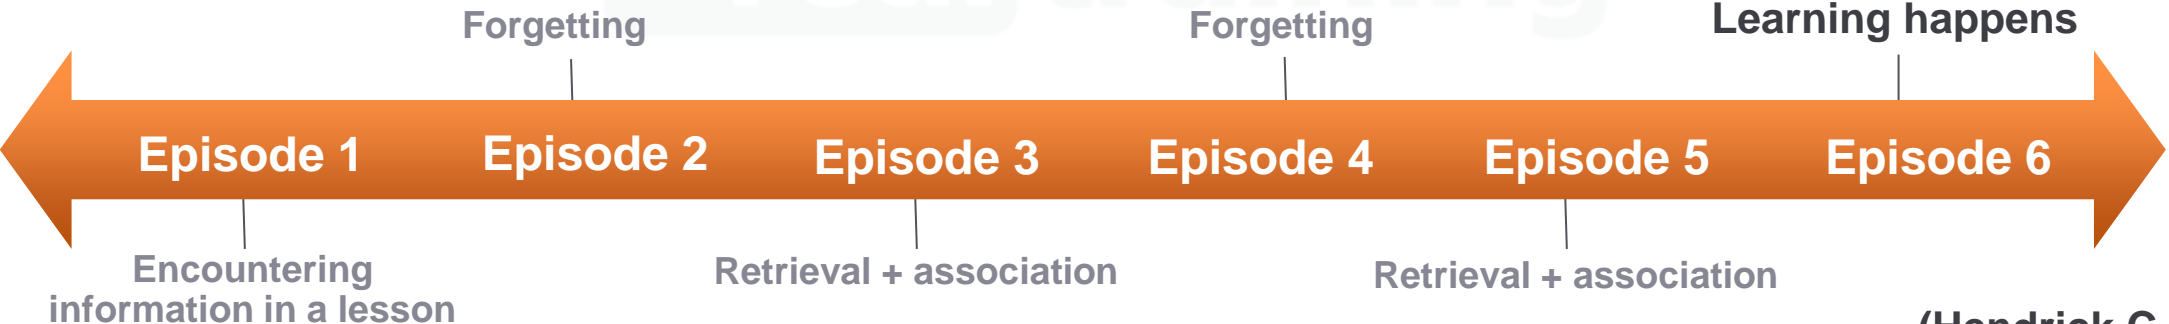 Forgetting
Forgetting
Learning happens
Episode 1
Episode 2
Episode 3
Episode 4
Episode 5
Episode 6
Encountering
information in a lesson
Retrieval + association
Retrieval + association
(Hendrick C